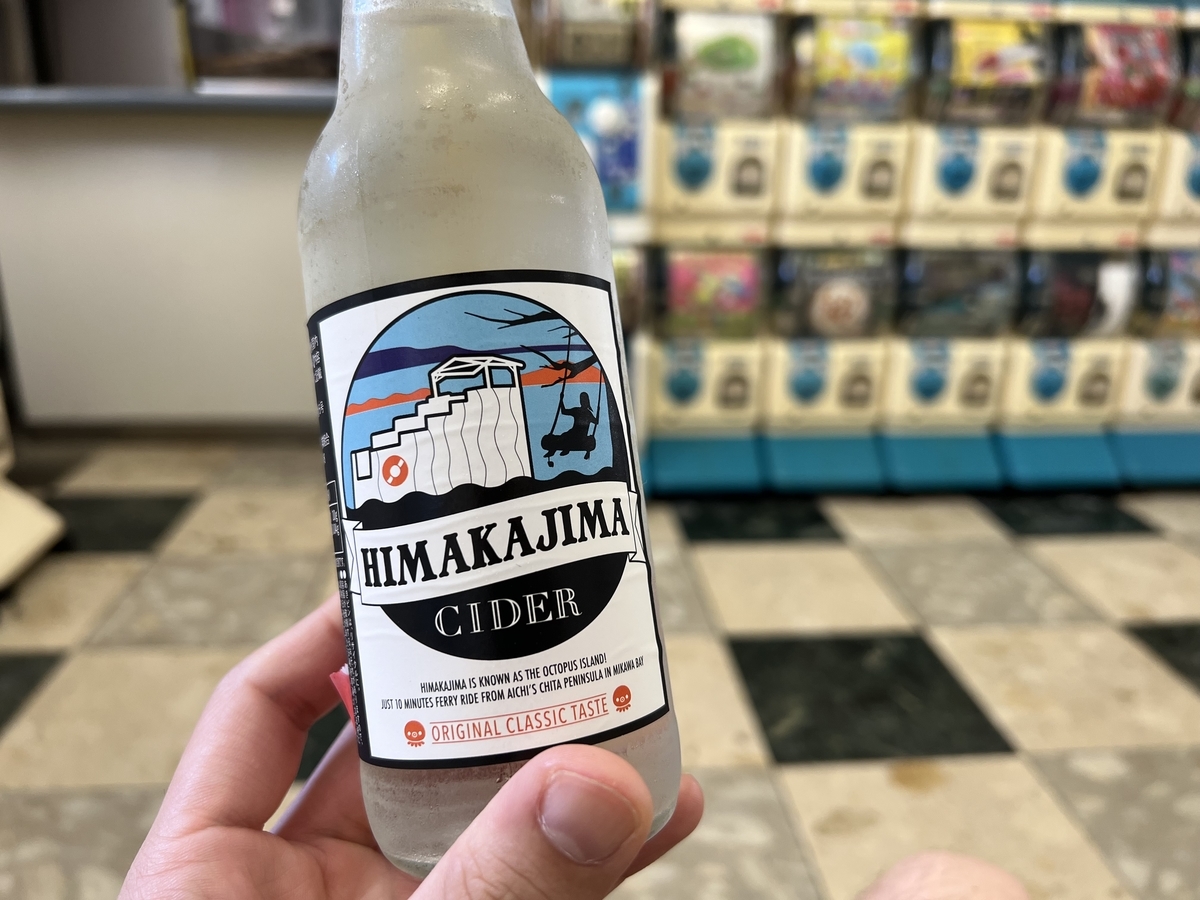 HIMAKAJIMA
CIDER
HIMAKAJIMA IS KNOWN AS THE OCTOPUS ISLAND!
JUST 10 MINUTES FERRY RIDE FROM AICHI'S CHITA PENINSULA IN MIKAWA BAY
ORIGINAL CLASSIC TASTE